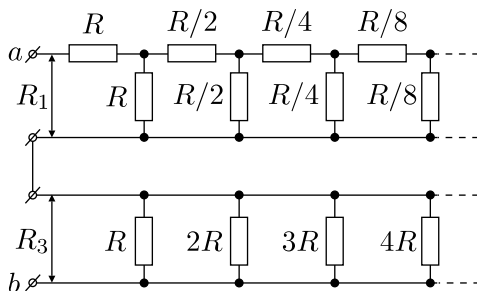 R R/2 R/4 R/8
a
R₁ R R/2 R/4 R/8
R₃ R 2R 3R 4R
b